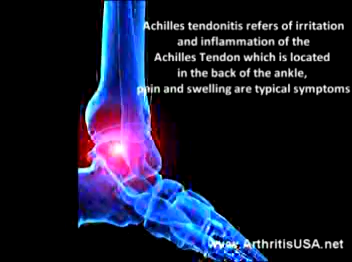 Achilles tendonitis refers of irritation
and inflammation of the
Achilles Tendon which is located
in the back of the ankle,
pain and swelling are typical symptoms
www.ArthritisUSA.net